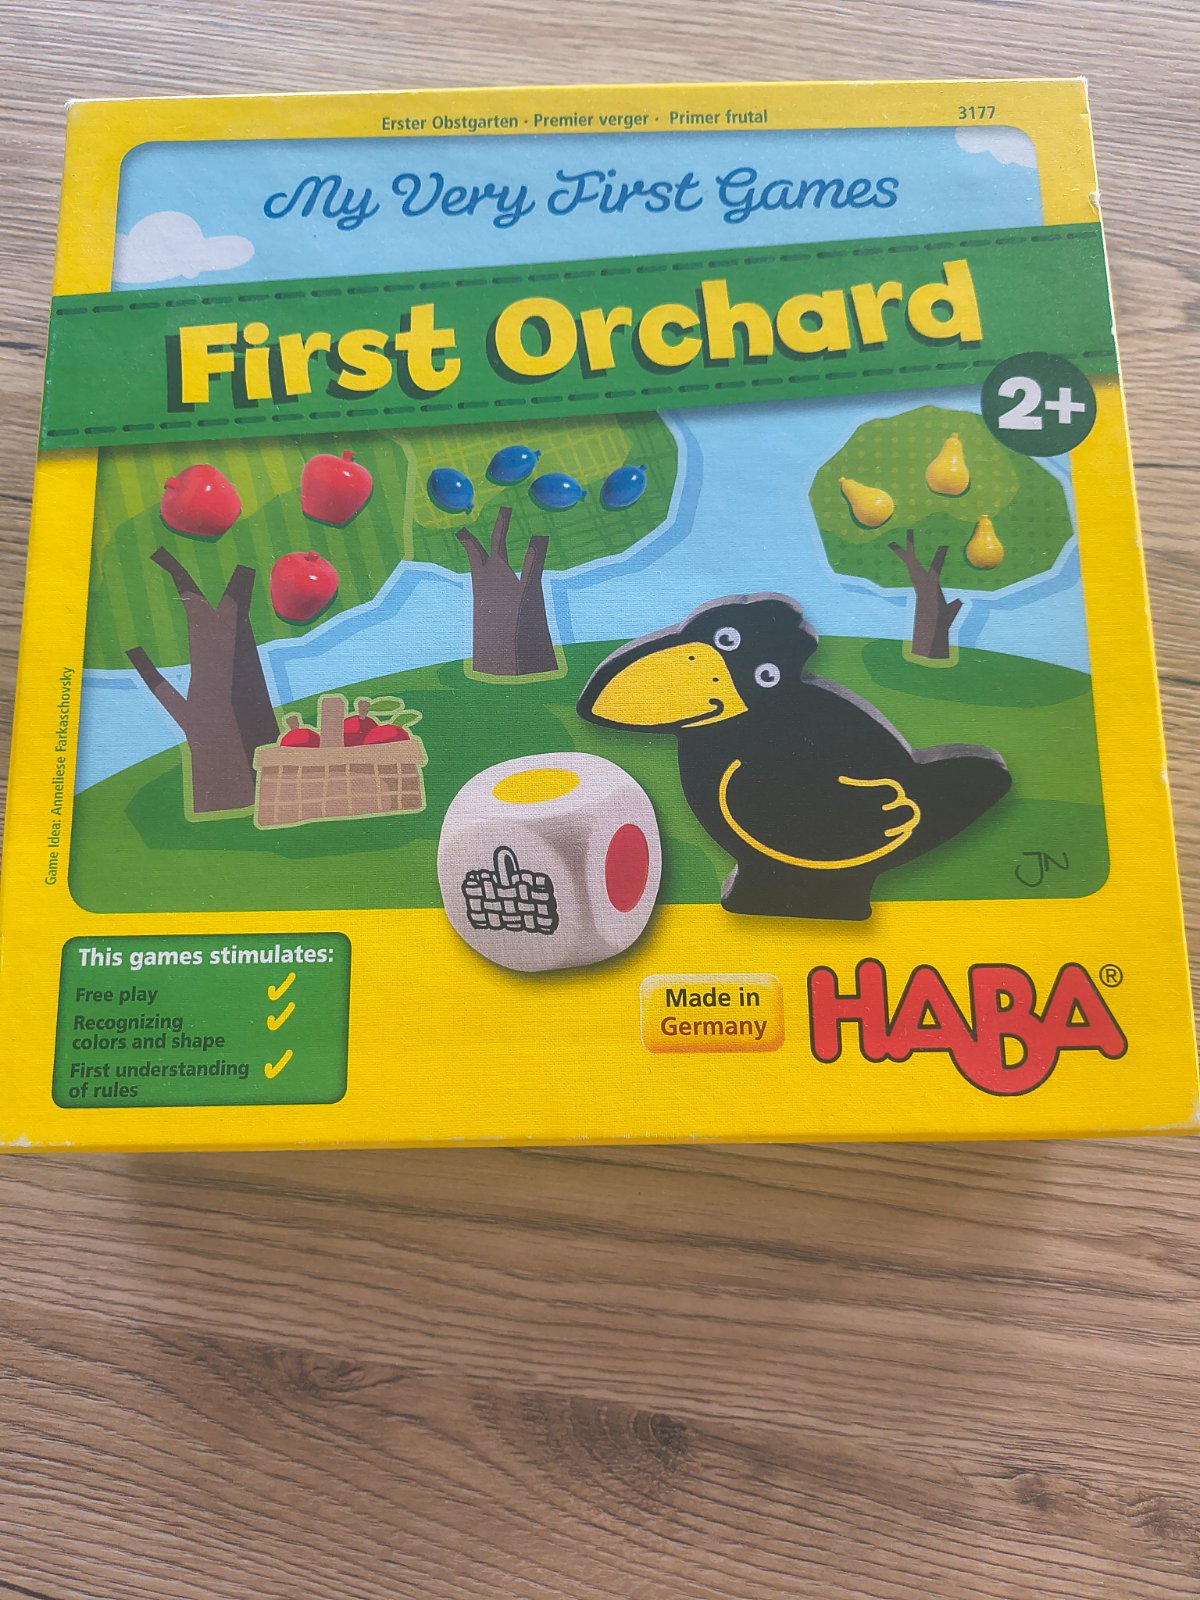 Erster Obstgarten · Premier verger · Primer frutal
3177
My Very First Games
First Orchard
2+
Game Idea: Anneliese Farkaschovsky
JN
This games stimulates:
Free play
Recognizing
colors and shape
First understanding
of rules
Made in
Germany
HABA®